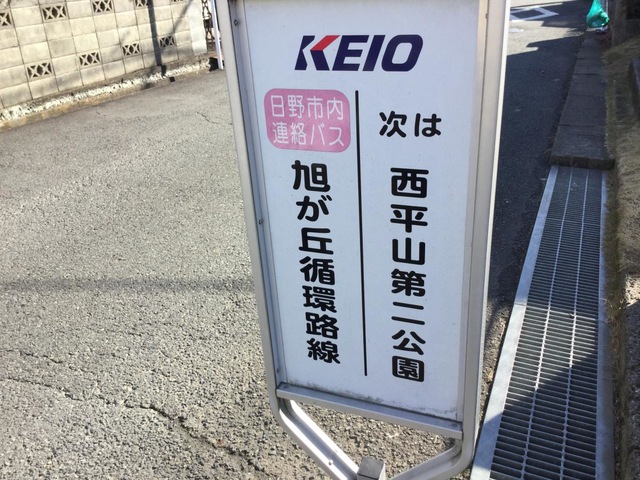 KEIO
次は
西平山第二公園
日野市内
連絡バス
旭が丘循環路線